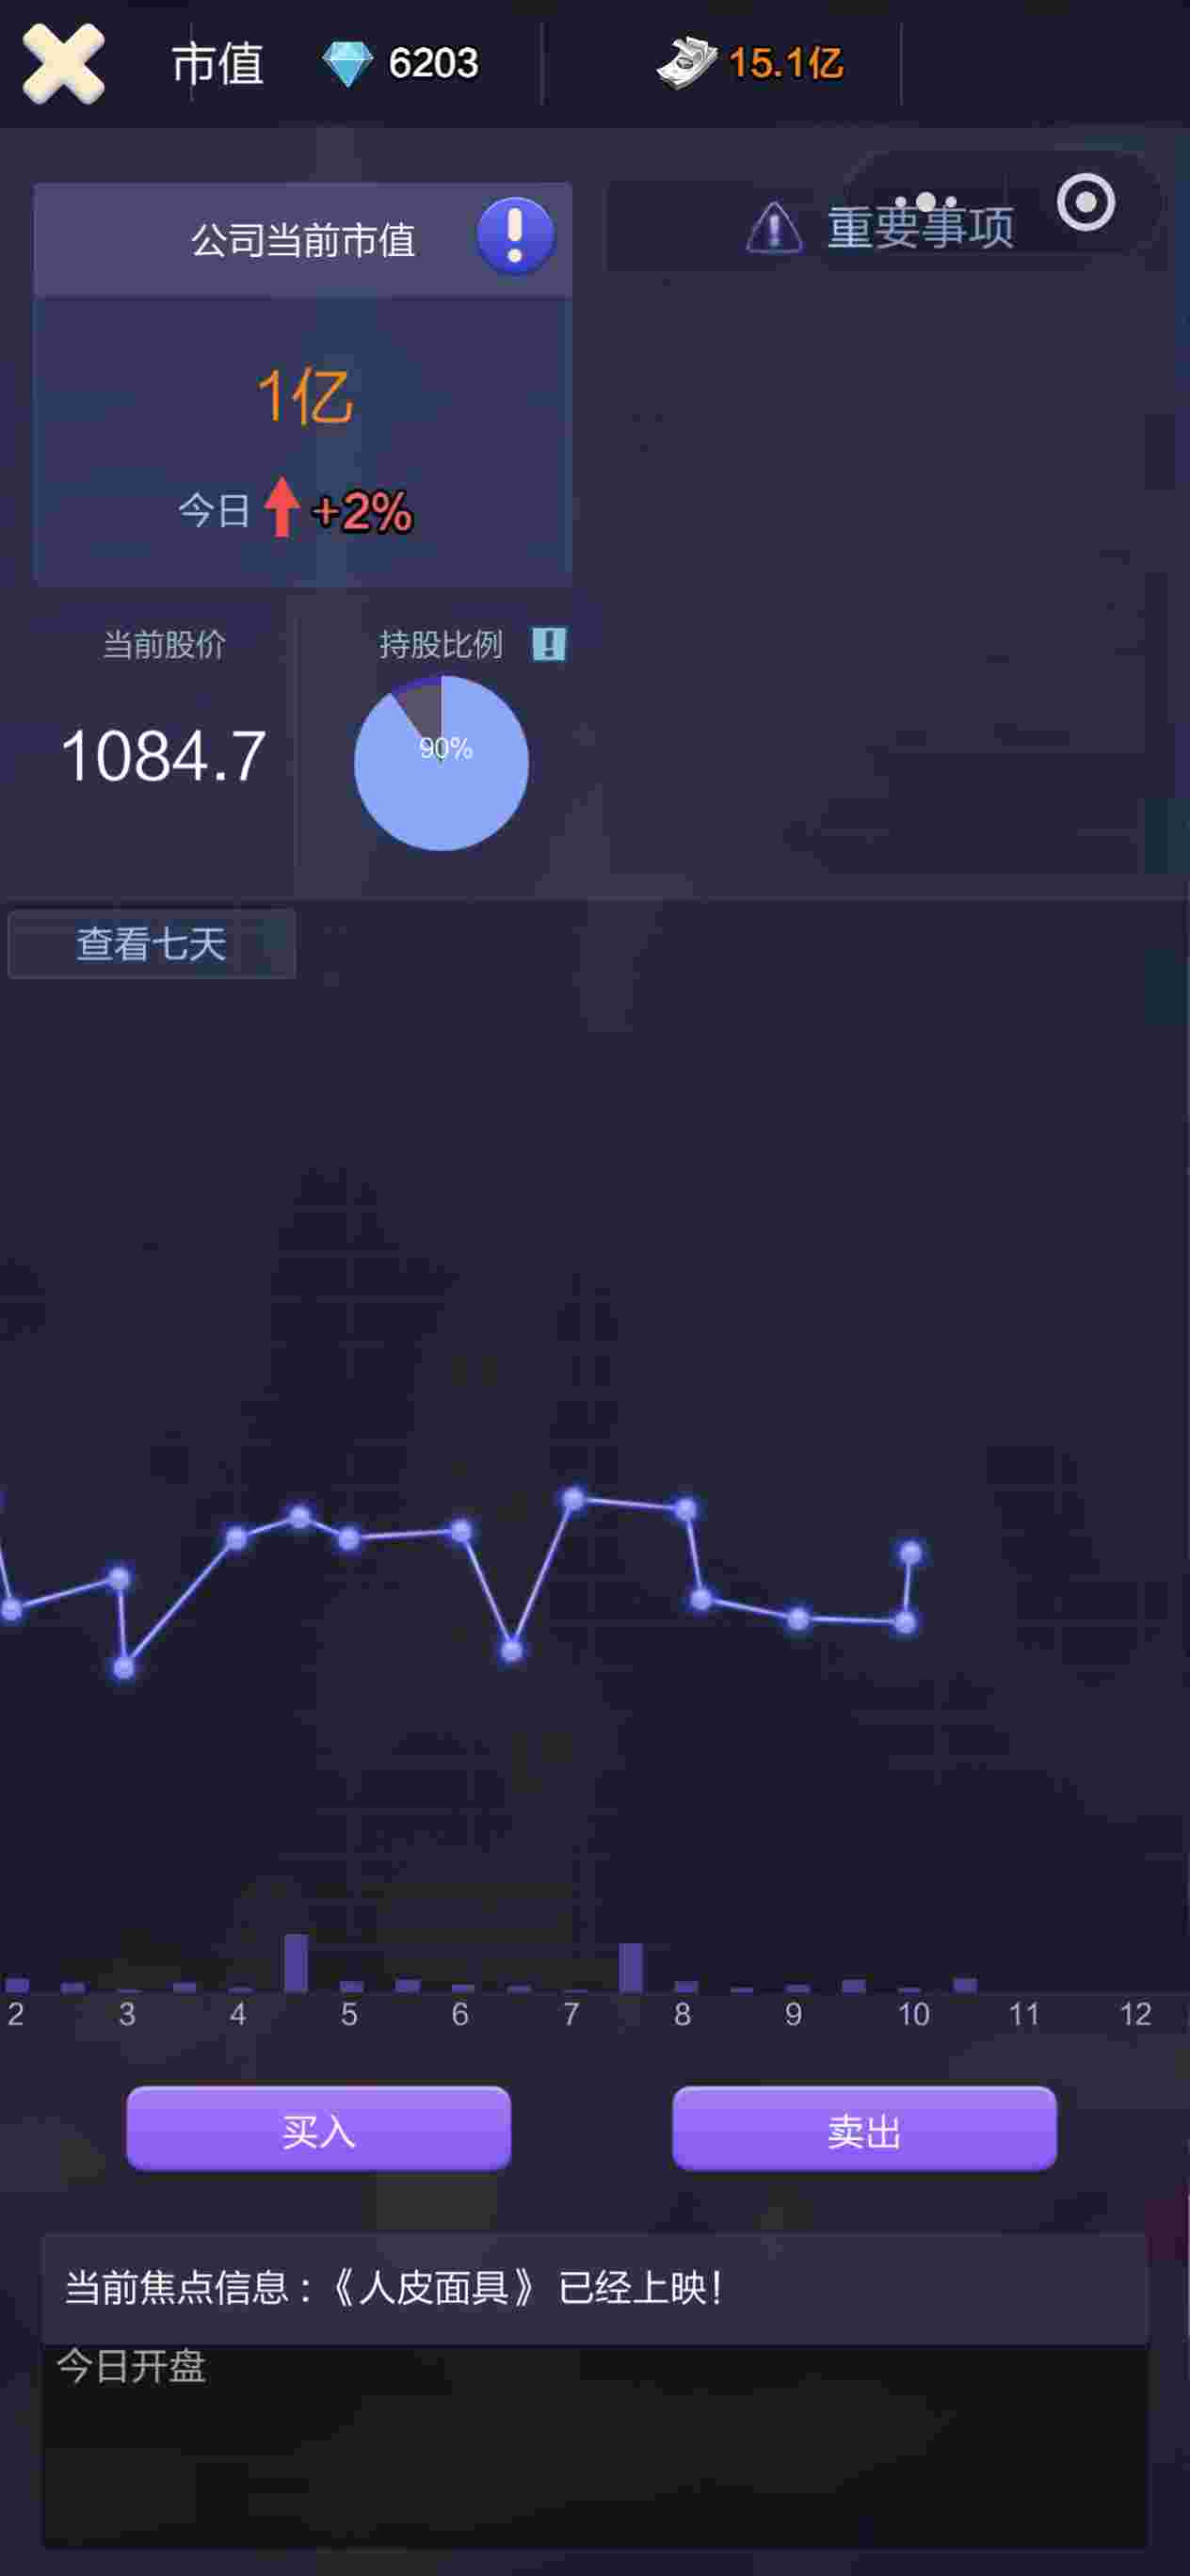 市值 6203 15.1亿
公司当前市值
重要事项
1亿
今日 +2%
当前股价 持股比例
1084.7
90%
查看七天
2 3 4 5 6 7 8 9 10 11 12
买入 卖出
当前焦点信息:《人皮面具》已经上映!
今日开盘